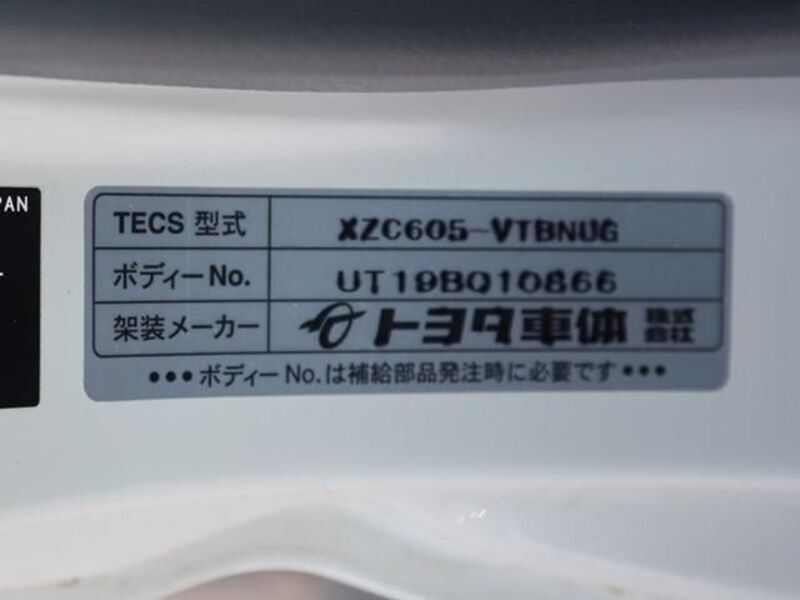 PAN
TECS 型式 XZC605-VTBNUG
ボディーNo. UT19BQ10866
架装メーカー トヨタ車体 株式会社
•••ボディーNo.は補給部品発注時に必要です•••